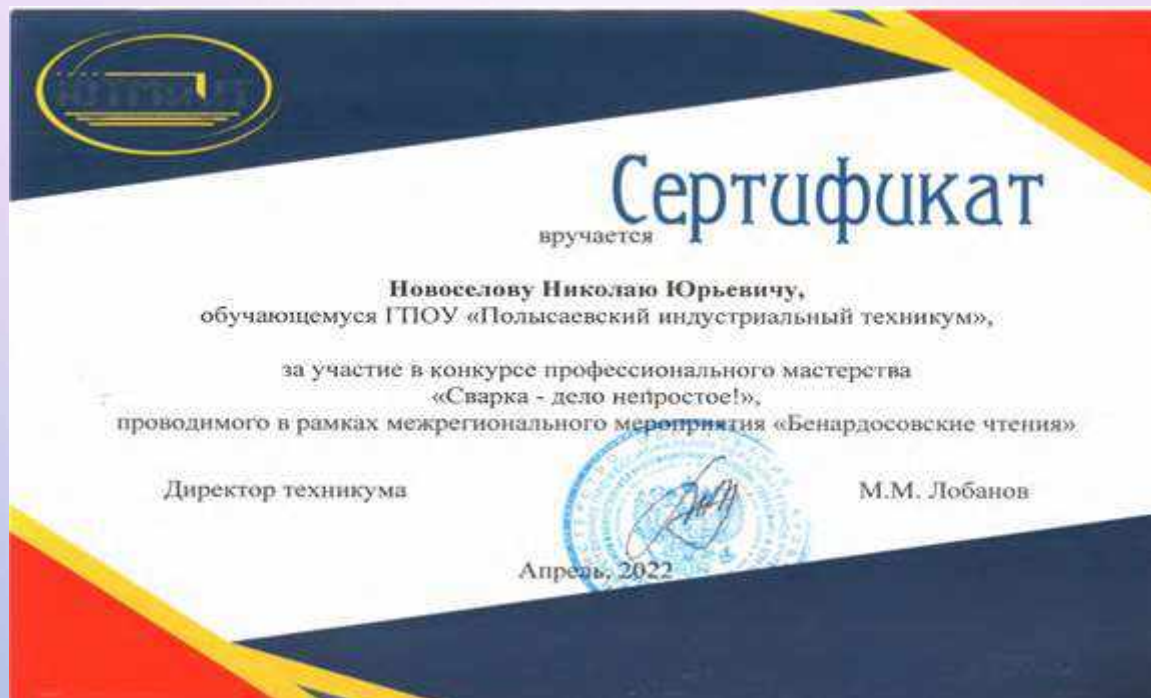 Сертификат
вручается
Новоселову Николаю Юрьевичу,
обучающемуся ГПОУ «Полысаевский индустриальный техникум»,
за участие в конкурсе профессионального мастерства
«Сварка - дело непростое!»,
проводимого в рамках межрегионального мероприятия «Бенардосовские чтения»
Директор техникума
М.М. Лобанов
Апрель, 2022